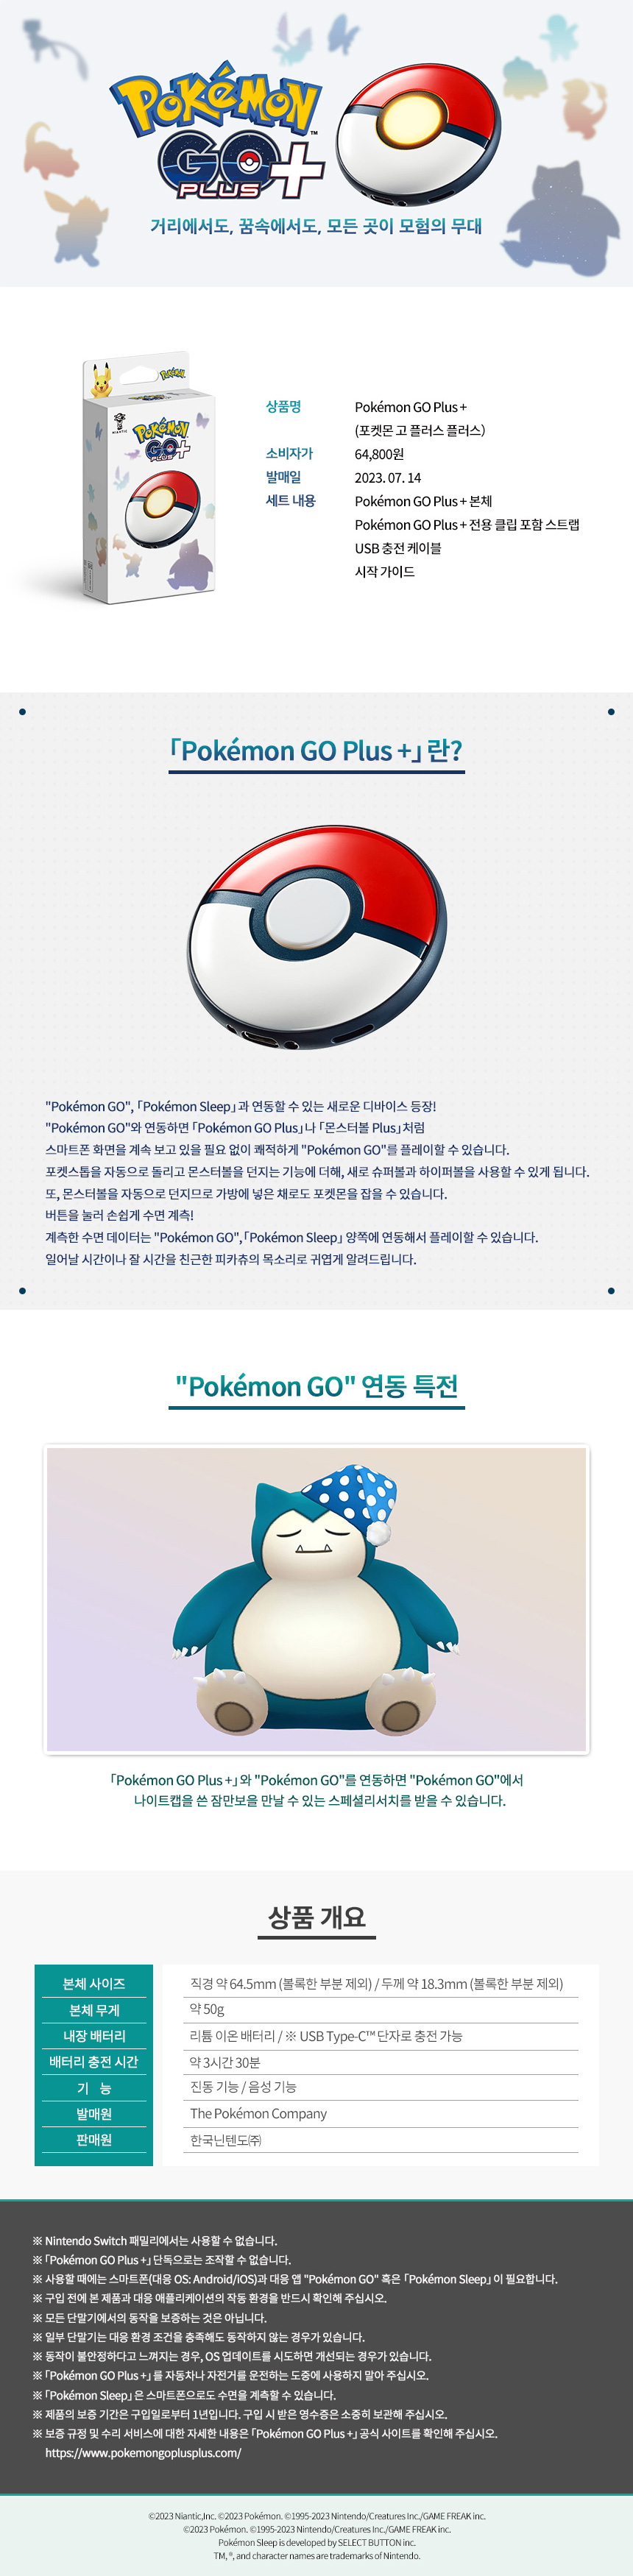 POKÉMON
GO
PLUS
+
TM
거리에서도, 꿈속에서도, 모든 곳이 모험의 무대
Pokémon
NIANTIC
POKÉMON
GO
PLUS
+
상품명 Pokémon GO Plus +
(포켓몬 고 플러스 플러스)
소비자가 64,800원
발매일 2023. 07. 14
세트 내용 Pokémon GO Plus + 본체
Pokémon GO Plus + 전용 클립 포함 스트랩
USB 충전 케이블
시작 가이드
「Pokémon GO Plus +」란?
"Pokémon GO", 「Pokémon Sleep」과 연동할 수 있는 새로운 디바이스 등장!
"Pokémon GO"와 연동하면 「Pokémon GO Plus」나 「몬스터볼 Plus」처럼
스마트폰 화면을 계속 보고 있을 필요 없이 쾌적하게 "Pokémon GO"를 플레이할 수 있습니다.
포켓스톱을 자동으로 돌리고 몬스터볼을 던지는 기능에 더해, 새로 슈퍼볼과 하이퍼볼을 사용할 수 있게 됩니다.
또, 몬스터볼을 자동으로 던지므로 가방에 넣은 채로도 포켓몬을 잡을 수 있습니다.
버튼을 눌러 손쉽게 수면 계측!
계측한 수면 데이터는 "Pokémon GO",「Pokémon Sleep」 양쪽에 연동해서 플레이할 수 있습니다.
일어날 시간이나 잘 시간을 친근한 피카츄의 목소리로 귀엽게 알려드립니다.
"Pokémon GO" 연동 특전
「Pokémon GO Plus +」와 "Pokémon GO"를 연동하면 "Pokémon GO"에서
나이트캡을 쓴 잠만보를 만날 수 있는 스페셜리서치를 받을 수 있습니다.
상품 개요
본체 사이즈 직경 약 64.5mm (볼록한 부분 제외) / 두께 약 18.3mm (볼록한 부분 제외)
본체 무게 약 50g
내장 배터리 리튬 이온 배터리 / ※ USB Type-C™ 단자로 충전 가능
배터리 충전 시간 약 3시간 30분
기 능 진동 기능 / 음성 기능
발매원 The Pokémon Company
판매원 한국닌텐도㈜
※ Nintendo Switch 패밀리에서는 사용할 수 없습니다.
※ 「Pokémon GO Plus +」 단독으로는 조작할 수 없습니다.
※ 사용할 때에는 스마트폰(대응 OS: Android/iOS)과 대응 앱 "Pokémon GO" 혹은 「Pokémon Sleep」이 필요합니다.
※ 구입 전에 본 제품과 대응 애플리케이션의 작동 환경을 반드시 확인해 주십시오.
※ 모든 단말기에서의 동작을 보증하는 것은 아닙니다.
※ 일부 단말기는 대응 환경 조건을 충족해도 동작하지 않는 경우가 있습니다.
※ 동작이 불안정하다고 느껴지는 경우, OS 업데이트를 시도하면 개선되는 경우가 있습니다.
※ 「Pokémon GO Plus +」를 자동차나 자전거를 운전하는 도중에 사용하지 말아 주십시오.
※ 「Pokémon Sleep」은 스마트폰으로도 수면을 계측할 수 있습니다.
※ 제품의 보증 기간은 구입일로부터 1년입니다. 구입 시 받은 영수증은 소중히 보관해 주십시오.
※ 보증 규정 및 수리 서비스에 대한 자세한 내용은 「Pokémon GO Plus +」 공식 사이트를 확인해 주십시오.
https://www.pokemongoplusplus.com/
©2023 Niantic,Inc. ©2023 Pokémon. ©1995-2023 Nintendo/Creatures Inc./GAME FREAK inc.
©2023 Pokémon. ©1995-2023 Nintendo/Creatures Inc./GAME FREAK inc.
Pokémon Sleep is developed by SELECT BUTTON inc.
TM, ®, and character names are trademarks of Nintendo.